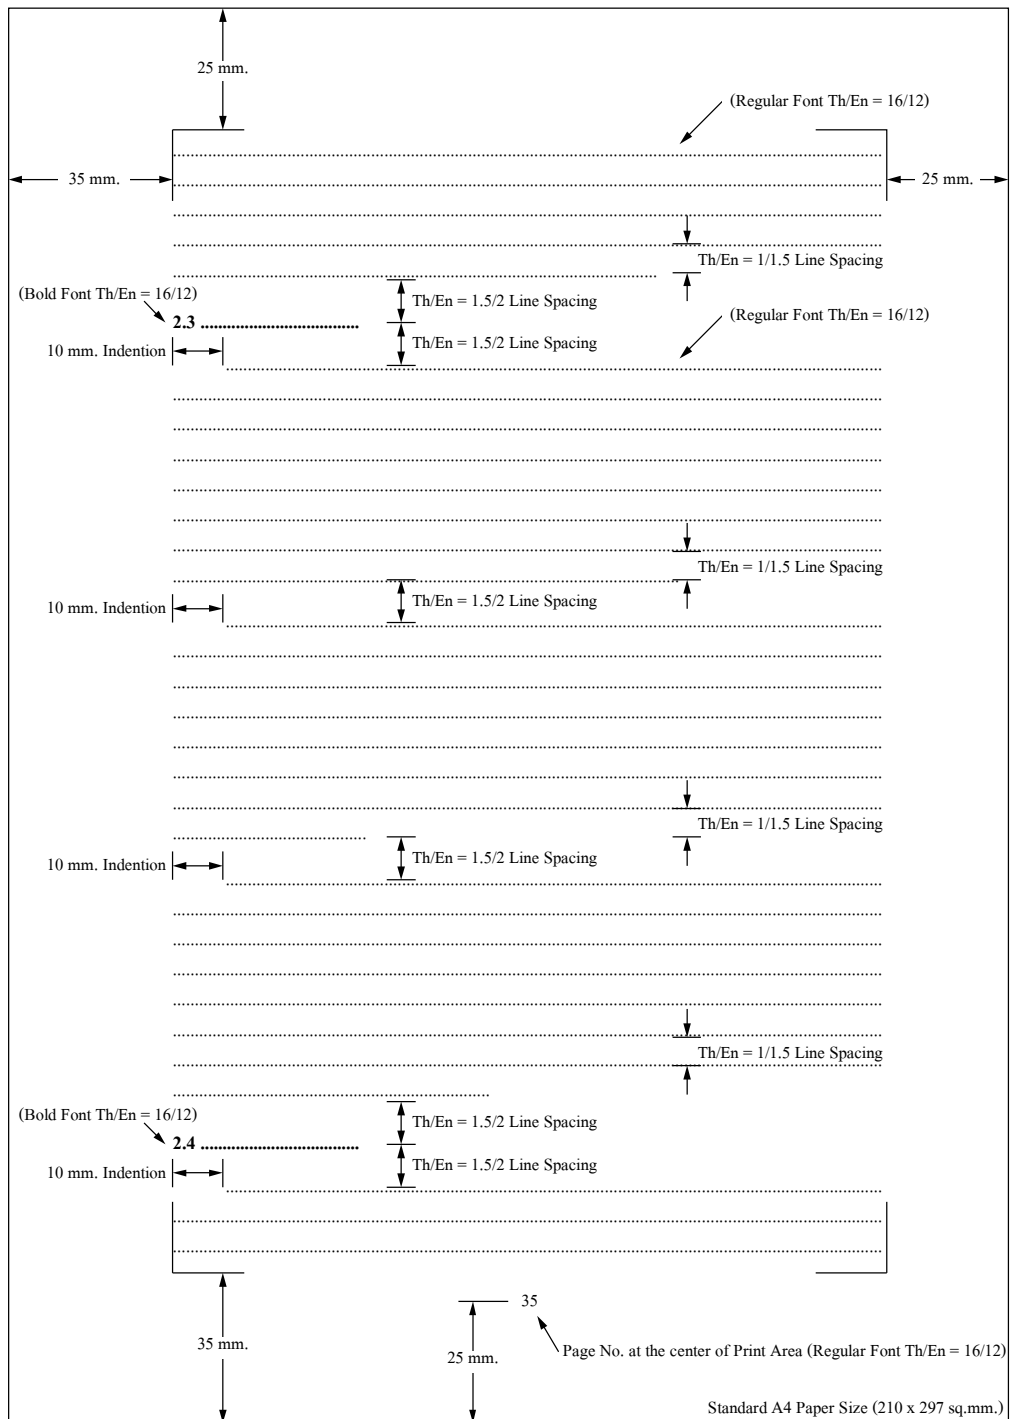 25 mm.
(Regular Font Th/En = 16/12)
35 mm.
25 mm.
Th/En = 1/1.5 Line Spacing
(Bold Font Th/En = 16/12)
Th/En = 1.5/2 Line Spacing
(Regular Font Th/En = 16/12)
2.3
Th/En = 1.5/2 Line Spacing
10 mm. Indention
Th/En = 1/1.5 Line Spacing
Th/En = 1.5/2 Line Spacing
10 mm. Indention
Th/En = 1/1.5 Line Spacing
Th/En = 1.5/2 Line Spacing
10 mm. Indention
Th/En = 1/1.5 Line Spacing
(Bold Font Th/En = 16/12)
Th/En = 1.5/2 Line Spacing
2.4
Th/En = 1.5/2 Line Spacing
10 mm. Indention
35
35 mm.
25 mm.
Page No. at the center of Print Area (Regular Font Th/En = 16/12)
Standard A4 Paper Size (210 x 297 sq.mm.)